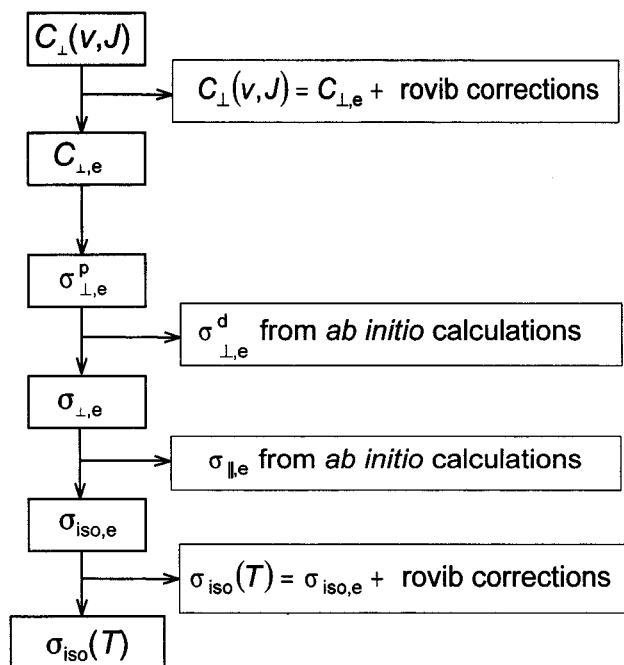 C⊥(v,J)
C⊥(v,J) = C⊥,e + rovib corrections
C⊥,e
σᵖ⊥,e
σᵈ⊥,e from ab initio calculations
σ⊥,e
σ∥,e from ab initio calculations
σiso,e
σiso(T) = σiso,e + rovib corrections
σiso(T)